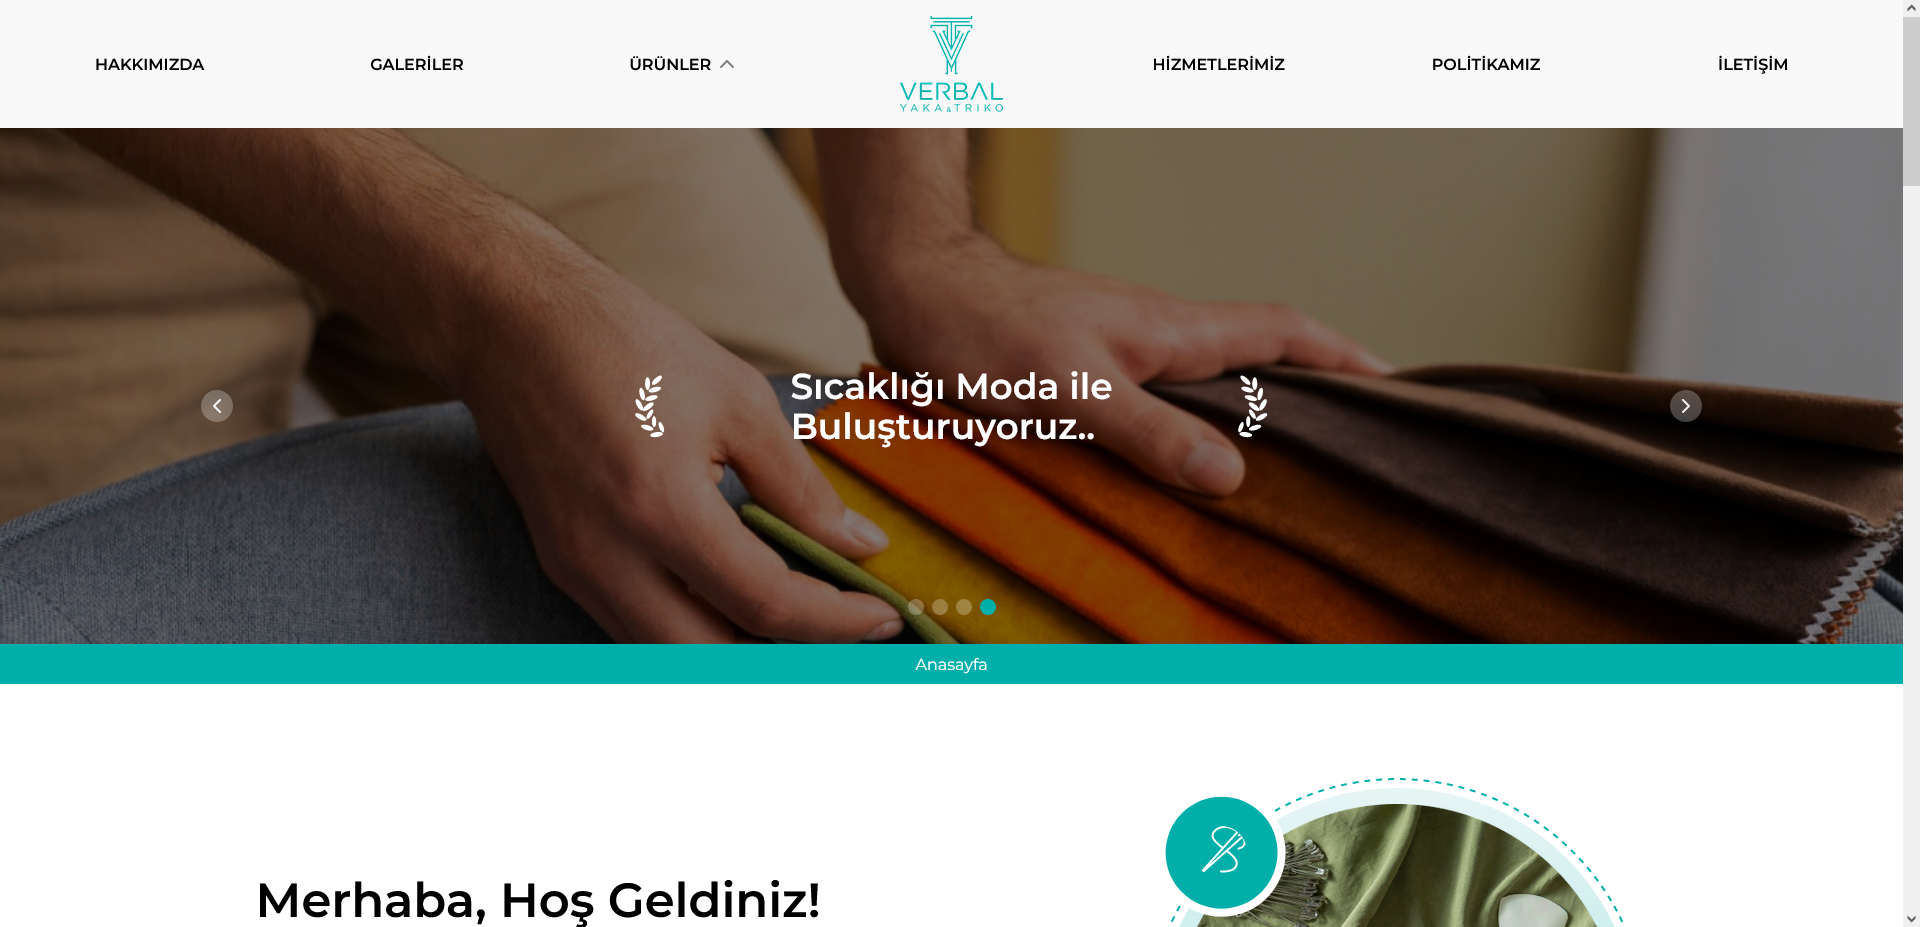 HAKKIMIZDA
GALERİLER
ÜRÜNLER
VERBAL
YAKA & TRIKO
HİZMETLERİMİZ
POLİTİKAMIZ
İLETİŞİM
Sıcaklığı Moda ile
Buluşturuyoruz..
Anasayfa
Merhaba, Hoş Geldiniz!